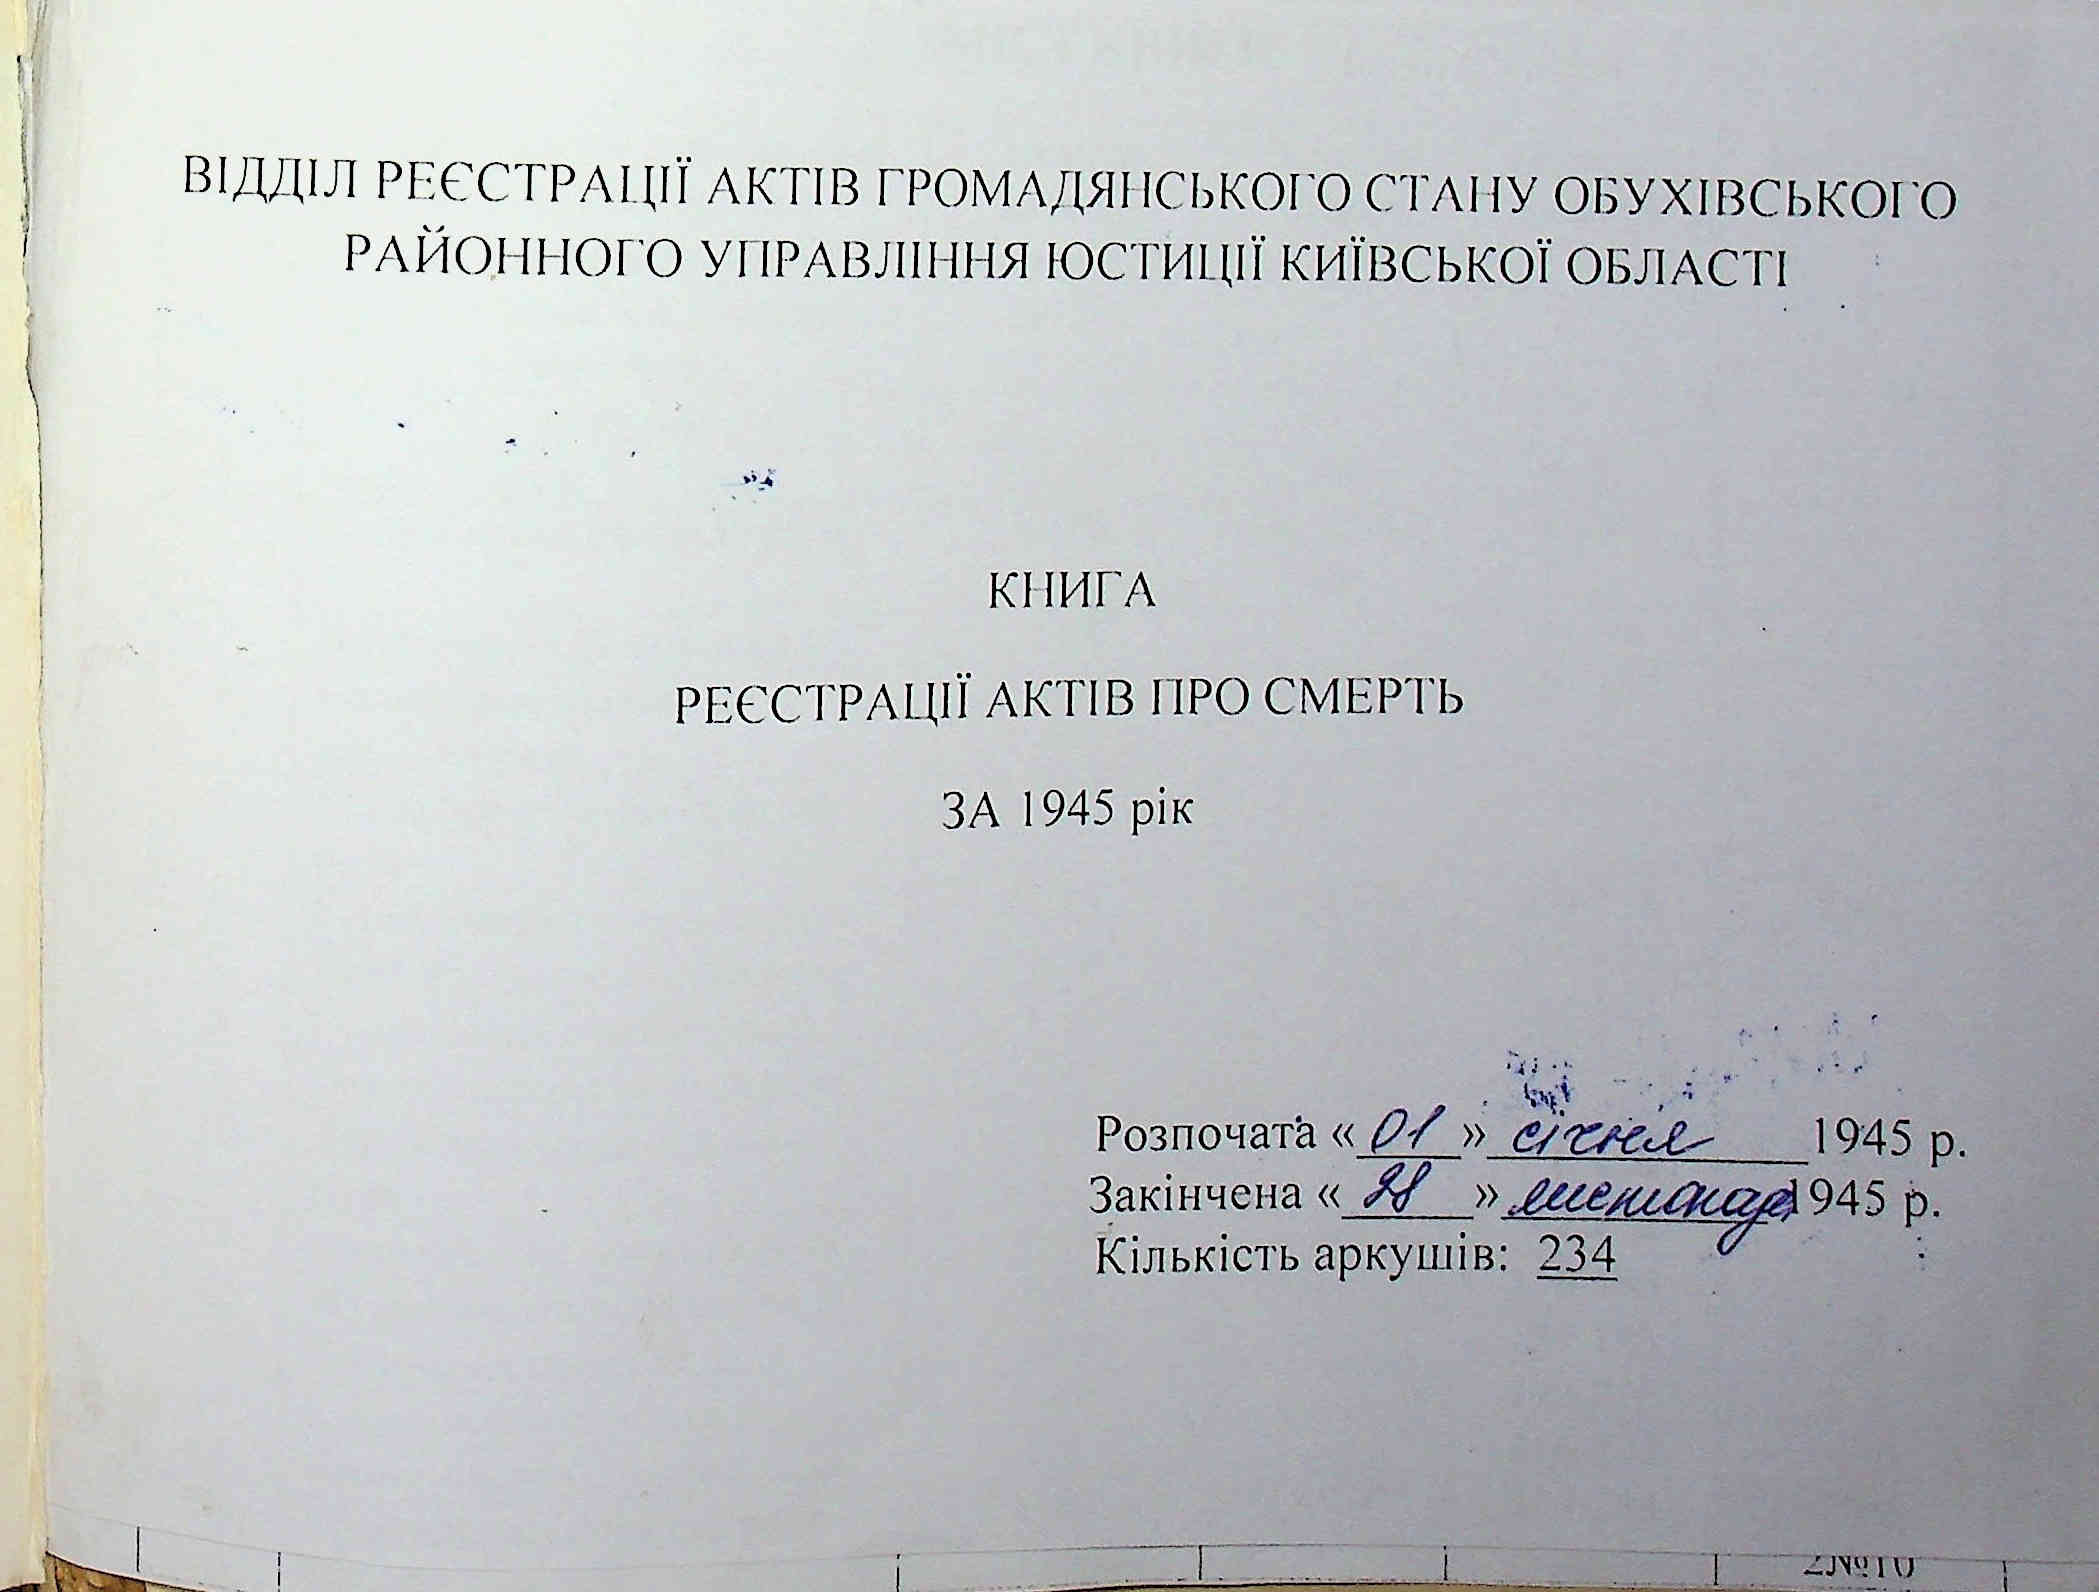 ВІДДІЛ РЕЄСТРАЦІЇ АКТІВ ГРОМАДЯНСЬКОГО СТАНУ ОБУХІВСЬКОГО
РАЙОННОГО УПРАВЛІННЯ ЮСТИЦІЇ КИЇВСЬКОЇ ОБЛАСТІ
КНИГА
РЕЄСТРАЦІЇ АКТІВ ПРО СМЕРТЬ
ЗА 1945 рік
Розпочата «01» січня 1945 р.
Закінчена «28» листопада 1945 р.
Кількість аркушів: 234